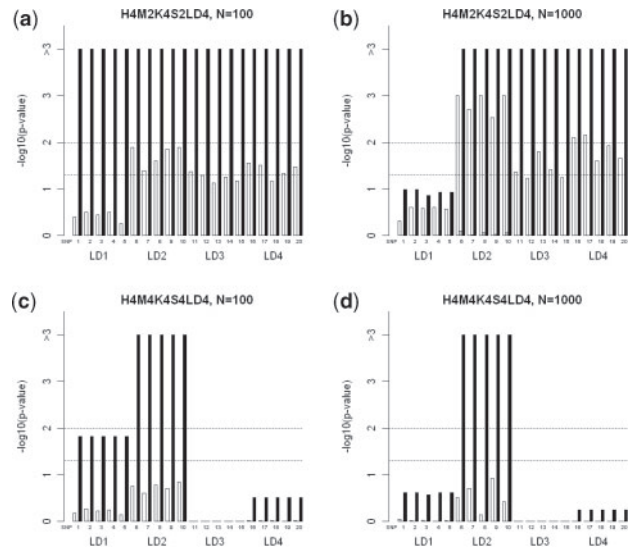 (a)
H4M2K4S2LD4, N=100
-log10(p-value)
>3
3
2
1
0
SNP 1 2 3 4 5 6 7 8 9 10 11 12 13 14 15 16 17 18 19 20
LD1 LD2 LD3 LD4
(b)
H4M2K4S2LD4, N=1000
-log10(p-value)
>3
3
2
1
0
SNP 1 2 3 4 5 6 7 8 9 10 11 12 13 14 15 16 17 18 19 20
LD1 LD2 LD3 LD4
(c)
H4M4K4S4LD4, N=100
-log10(p-value)
>3
3
2
1
0
SNP 1 2 3 4 5 6 7 8 9 10 11 12 13 14 15 16 17 18 19 20
LD1 LD2 LD3 LD4
(d)
H4M4K4S4LD4, N=1000
-log10(p-value)
>3
3
2
1
0
SNP 1 2 3 4 5 6 7 8 9 10 11 12 13 14 15 16 17 18 19 20
LD1 LD2 LD3 LD4